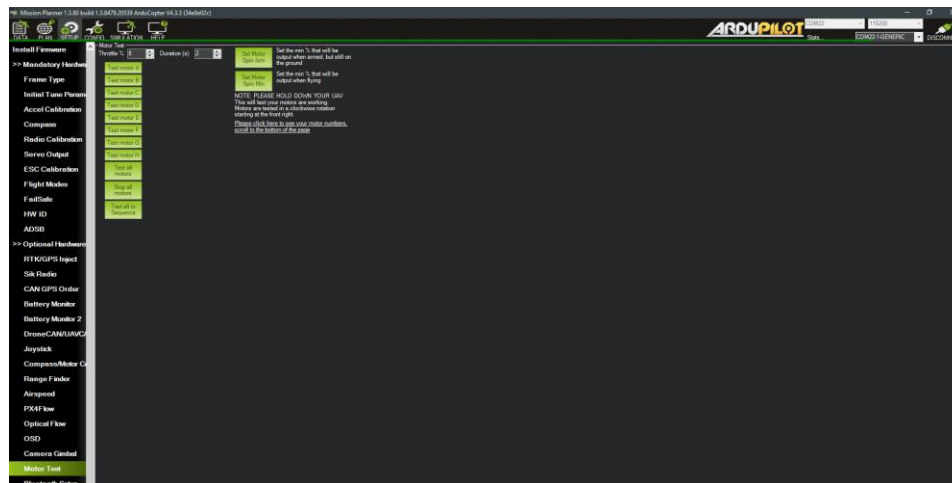 Mission Planner 1.3.80 build 1.3.8479.20539 ArduCopter V4.3.3 (34e8e02c)
DATA PLAN SETUP CONFIG SIMULATION HELP
ARDUPILOT
COM22
115200
Stats...
COM22-1-GENERIC
DISCONN
Install Firmware
>> Mandatory Hardwa
Frame Type
Initial Tune Parame
Accel Calibration
Compass
Radio Calibration
Servo Output
ESC Calibration
Flight Modes
FailSafe
HW ID
ADSB
>> Optional Hardware
RTK/GPS Inject
Sik Radio
CAN GPS Order
Battery Monitor
Battery Monitor 2
DroneCAN/UAVCA
Joystick
Compass/Motor Ca
Range Finder
Airspeed
PX4Flow
Optical Flow
OSD
Camera Gimbal
Motor Test
Bluetooth Setup
Motor Test
Throttle % 8 Duration (s) 2
Test motor A
Test motor B
Test motor C
Test motor D
Test motor E
Test motor F
Test motor G
Test motor H
Test all
motors
Stop all
motors
Test all in
Sequence
Set Motor
Spin Arm
Set the min % that will be
output when armed, but still on
the ground
Set Motor
Spin Min
Set the min % that will be
output when flying
NOTE: PLEASE HOLD DOWN YOUR UAV
This will test your motors are working.
Motors are tested in a clockwise rotation
starting at the front right.
Please click here to see your motor numbers,
scroll to the bottom of the page